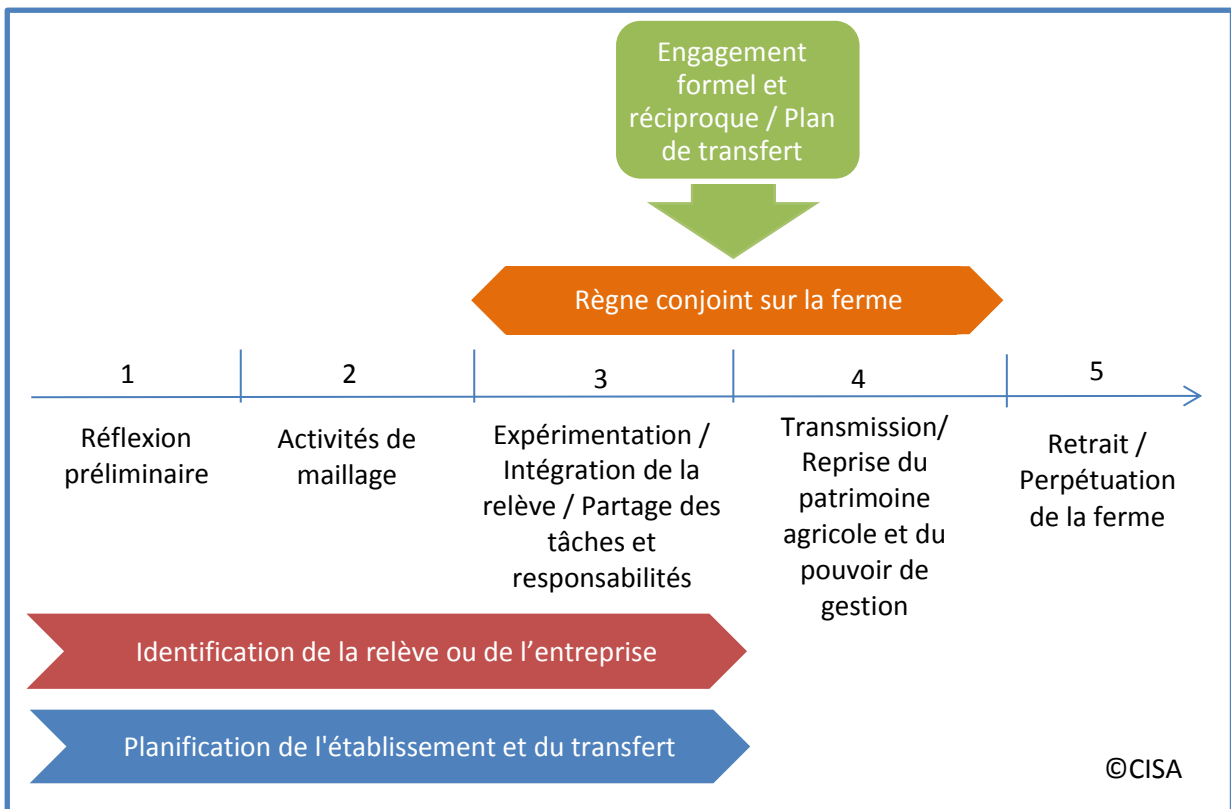 Engagement
formel et
réciproque / Plan
de transfert
Règne conjoint sur la ferme
1
2
3
4
5
Réflexion
préliminaire
Activités de
maillage
Expérimentation /
Intégration de la
relève / Partage des
tâches et
responsabilités
Transmission/
Reprise du
patrimoine
agricole et du
pouvoir de
gestion
Retrait /
Perpétuation
de la ferme
Identification de la relève ou de l’entreprise
Planification de l'établissement et du transfert
©CISA